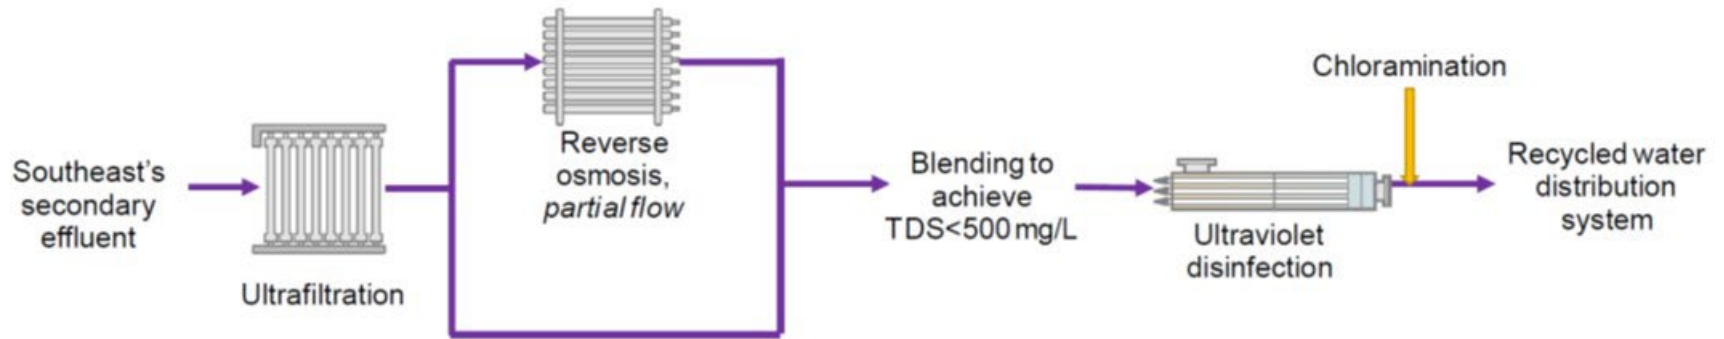 Southeast's
secondary
effluent
Ultrafiltration
Reverse
osmosis,
partial flow
Blending to
achieve
TDS<500 mg/L
Ultraviolet
disinfection
Chloramination
Recycled water
distribution
system